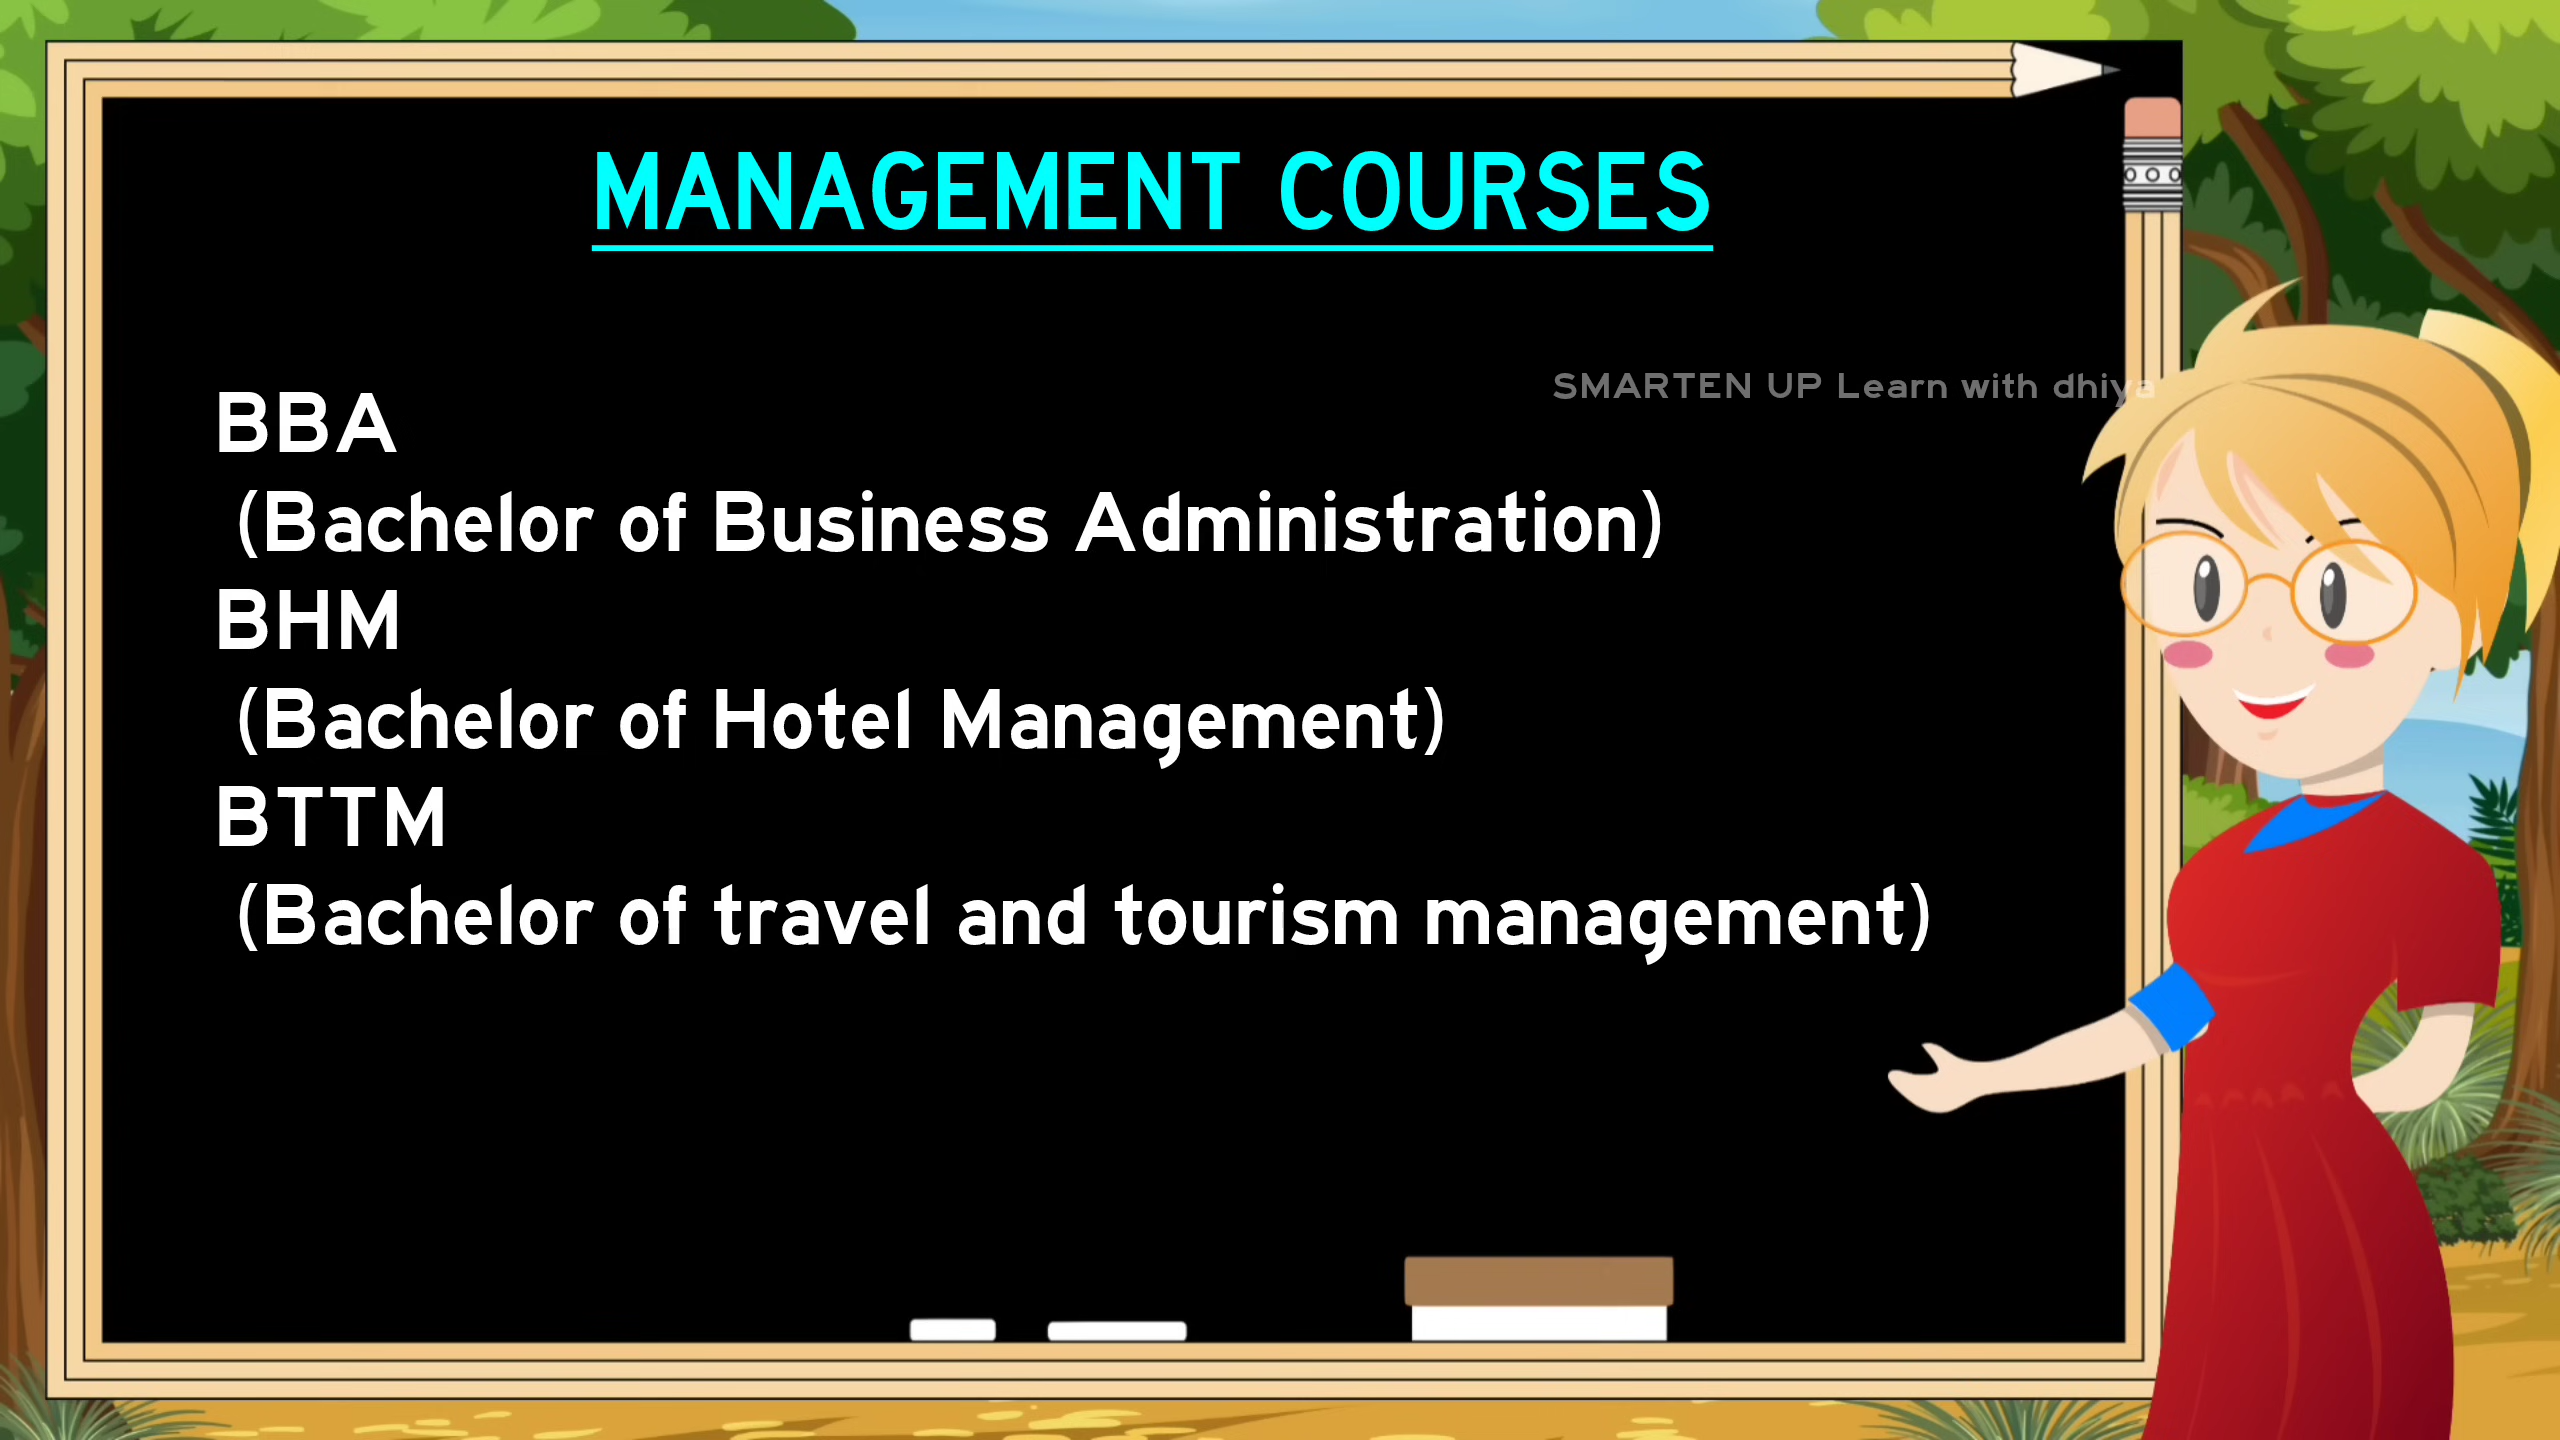 MANAGEMENT COURSES
SMARTEN UP Learn with dhiya
BBA
(Bachelor of Business Administration)
BHM
(Bachelor of Hotel Management)
BTTM
(Bachelor of travel and tourism management)